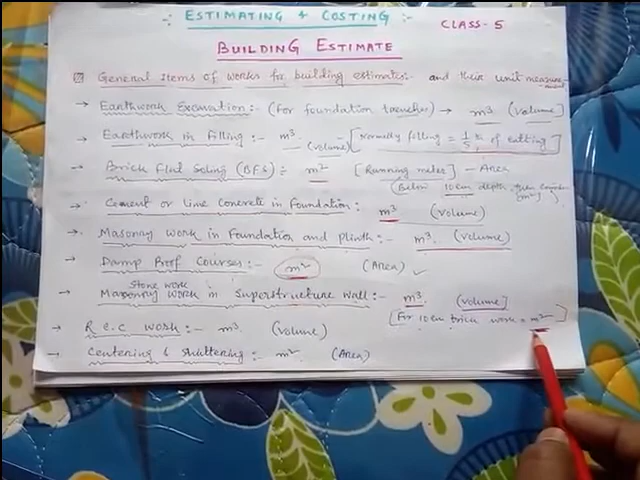 -: ESTIMATING & COSTING :-
CLASS-5
BUILDING ESTIMATE
General Items of works for building estimates:- and their unit measurement
→ Earthwork Excavation:- (For foundation trenches) → m³ (Volume)
→ Earthwork in Filling:- m³ (volume) - [Normally filling = 1/5 of cutting]
→ Brick Flat Soling (BFS):- m² [Running meter] - Area
(Below 10cm depth, then consider (m²))
→ Cement or Lime Concrete in Foundation: m³ (Volume)
→ Masonry Work in Foundation and plinth:- m³. (Volume)
→ Damp Proof Courses:- m² (Area)
Stone work
→ Masonry Work in Superstructure Wall:- m³ (Volume)
[For 10cm brick work = m²]
→ R.C.C Work:- m³ (Volume)
→ Centering & Shuttering:- m². (Area)